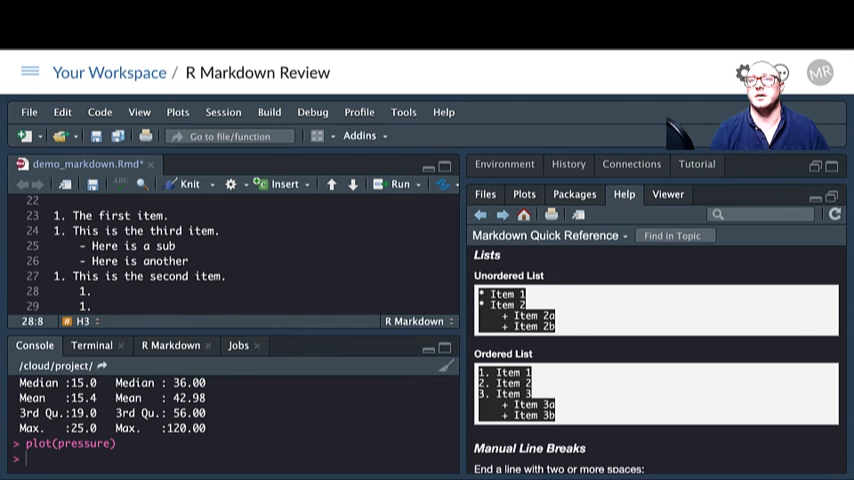 Your Workspace / R Markdown Review
MR
File Edit Code View Plots Session Build Debug Profile Tools Help
Go to file/function Addins
demo_markdown.Rmd*
Environment History Connections Tutorial
ABC Knit Insert Run
Files Plots Packages Help Viewer
22
23 1. The first item.
24 1. This is the third item.
25 - Here is a sub
26 - Here is another
27 1. This is the second item.
28 1.
29 1.
28:8 # H3 R Markdown
Console Terminal R Markdown Jobs
/cloud/project/
Median :15.0 Median : 36.00
Mean :15.4 Mean : 42.98
3rd Qu.:19.0 3rd Qu.: 56.00
Max. :25.0 Max. :120.00
> plot(pressure)
>
Markdown Quick Reference Find in Topic
Lists
Unordered List
* Item 1
* Item 2
+ Item 2a
+ Item 2b
Ordered List
1. Item 1
2. Item 2
3. Item 3
+ Item 3a
+ Item 3b
Manual Line Breaks
End a line with two or more spaces: